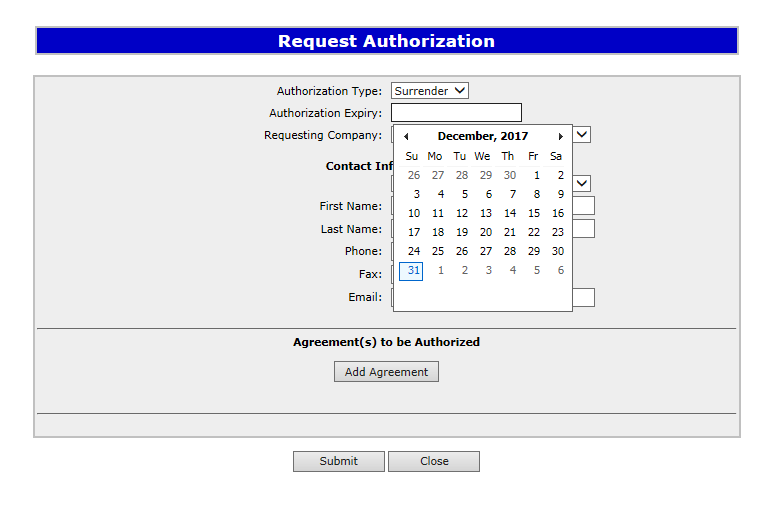 Request Authorization
Authorization Type: Surrender
Authorization Expiry:
Requesting Company:
December, 2017
Su Mo Tu We Th Fr Sa
26 27 28 29 30 1 2
3 4 5 6 7 8 9
10 11 12 13 14 15 16
17 18 19 20 21 22 23
24 25 26 27 28 29 30
31 1 2 3 4 5 6
Contact Inf
First Name:
Last Name:
Phone:
Fax:
Email:
Agreement(s) to be Authorized
Add Agreement
Submit Close